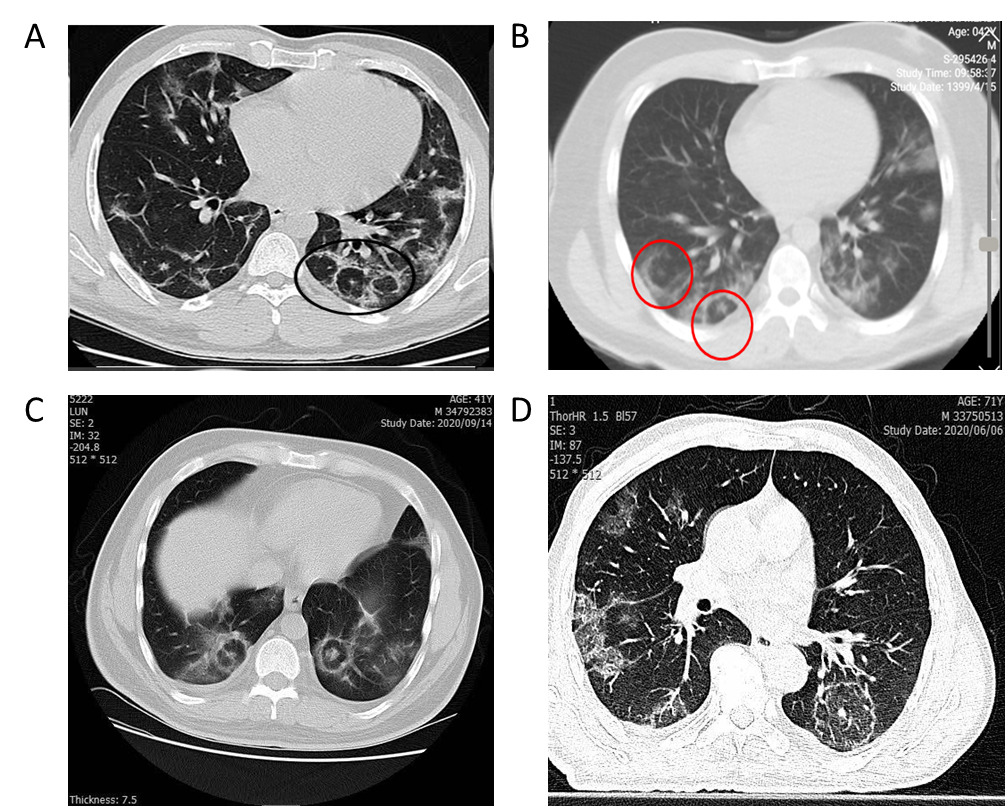 A
B
Age: 042Y
M
S-295426-4
Study Time: 09:58:37
Study Date: 1399/4/15
C
5222
LUN
SE: 2
IM: 32
-204.8
512 * 512
AGE: 41Y
M 34792383
Study Date: 2020/09/14
Thickness: 7.5
D
1
ThorHR 1.5 Bl57
SE: 3
IM: 87
-137.5
512 * 512
AGE: 71Y
M 33750513
Study Date: 2020/06/06